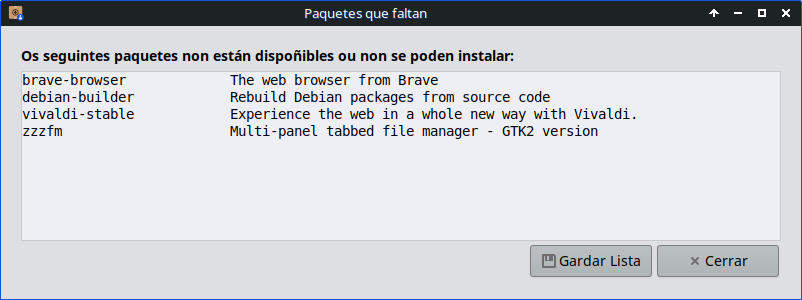 Paquetes que faltan
Os seguintes paquetes non están dispoñibles ou non se poden instalar:
brave-browser The web browser from Brave
debian-builder Rebuild Debian packages from source code
vivaldi-stable Experience the web in a whole new way with Vivaldi.
zzzfm Multi-panel tabbed file manager - GTK2 version
Gardar Lista Cerrar